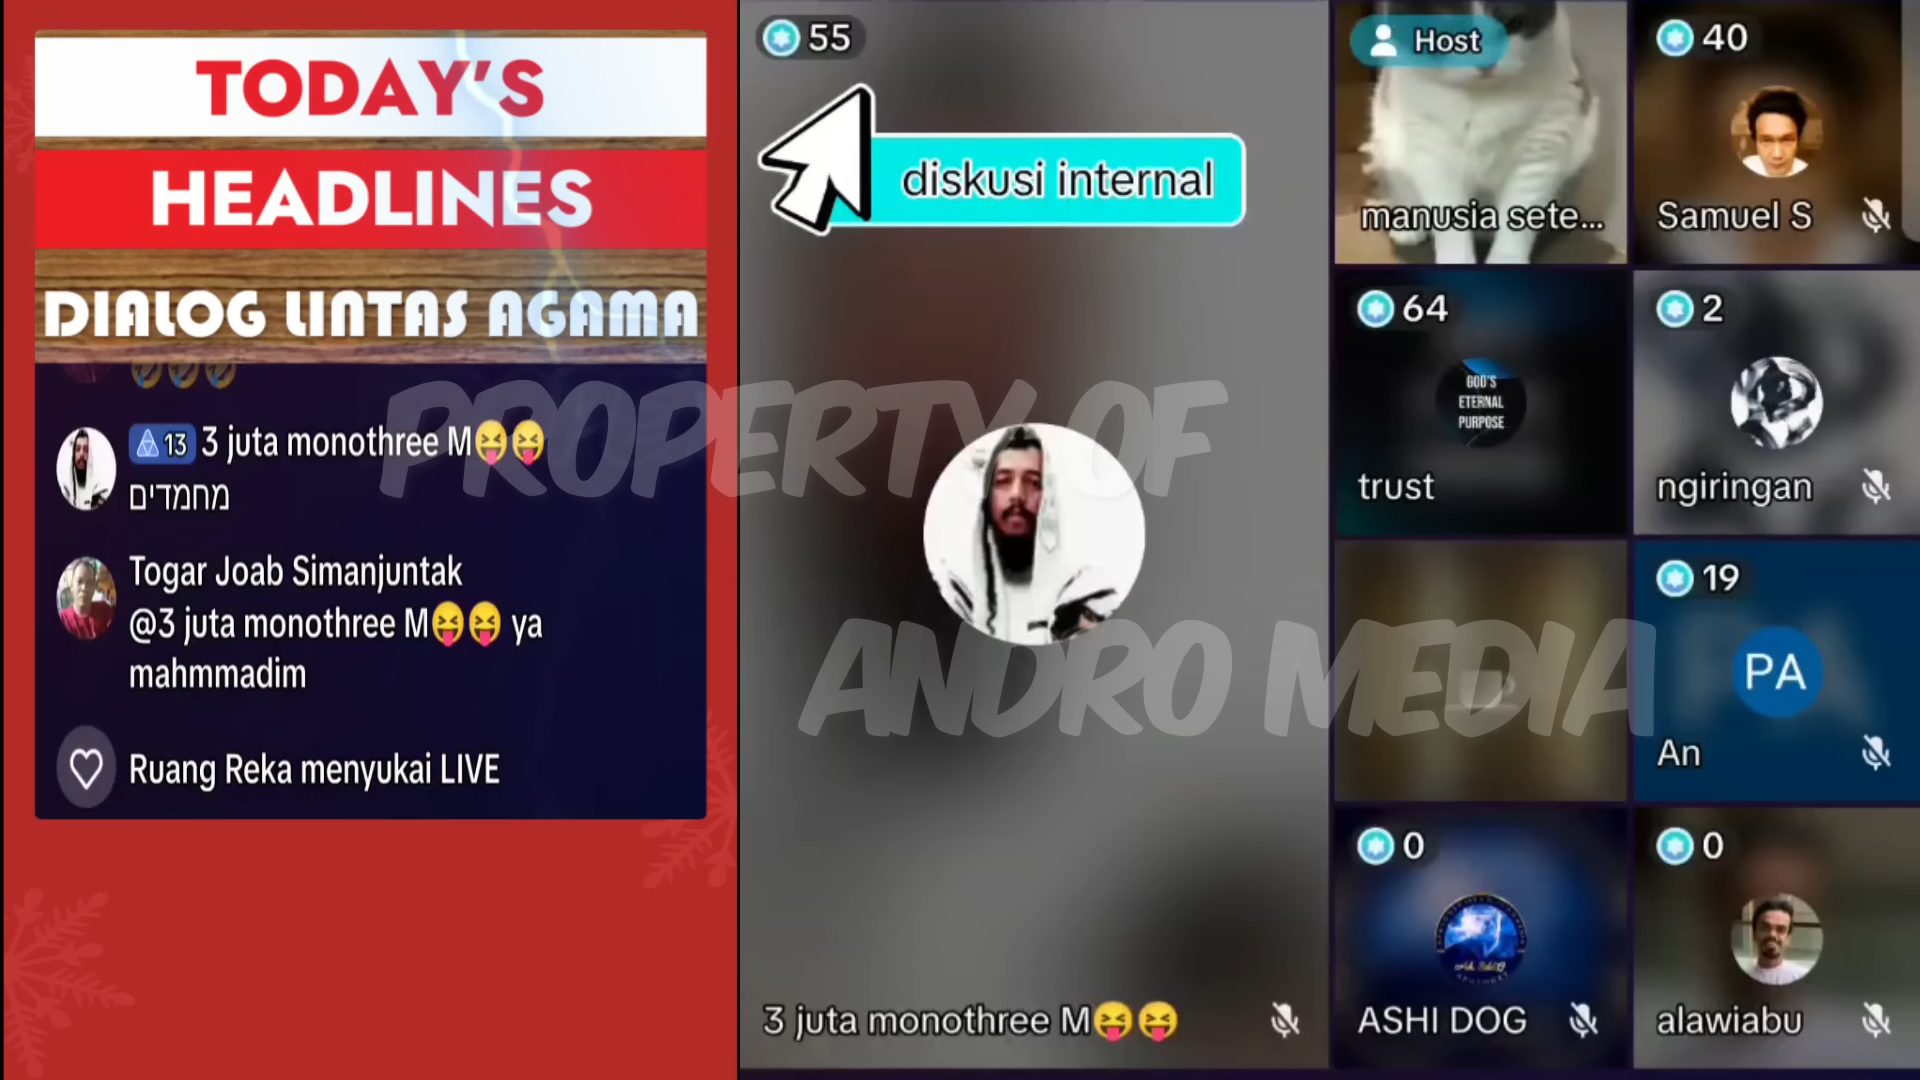 TODAY'S
HEADLINES
DIALOG LINTAS AGAMA
🤣🤣🤣
13 3 juta monothree M😝😝
מחמדים
Togar Joab Simanjuntak
@3 juta monothree M😝😝 ya
mahmmadim
Ruang Reka menyukai LIVE
PROPERTY OF
ANDRO MEDIA
55
diskusi internal
3 juta monothree M😝😝
Host
manusia sete...
40
Samuel S
64
GOD'S
ETERNAL
PURPOSE
trust
2
ngiringan
19
PA
An
0
ASHI DOG
0
alawiabu